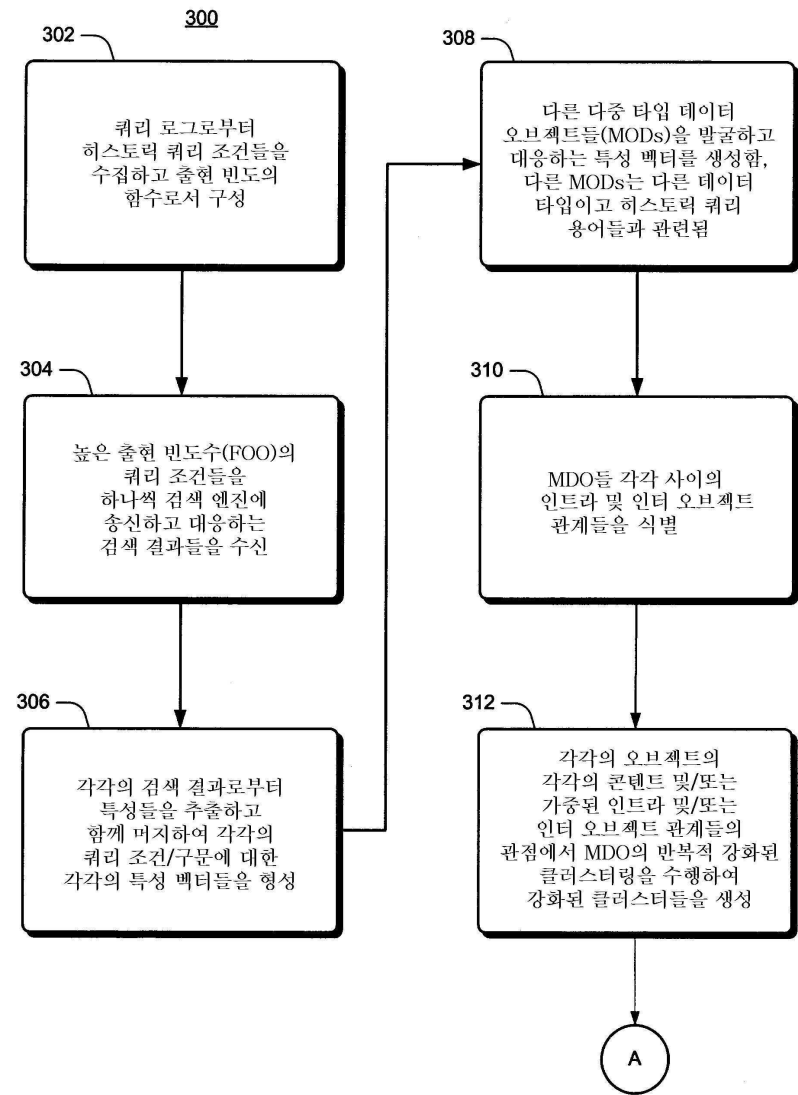 300
302
쿼리 로그로부터
히스토릭 쿼리 조건들을
수집하고 출현 빈도의
함수로서 구성
304
높은 출현 빈도수(FOO)의
쿼리 조건들을
하나씩 검색 엔진에
송신하고 대응하는
검색 결과들을 수신
306
각각의 검색 결과로부터
특성들을 추출하고
함께 머지하여 각각의
쿼리 조건/구문에 대한
각각의 특성 벡터들을 형성
308
다른 다중 타입 데이터
오브젝트들(MODs)을 발굴하고
대응하는 특성 벡터를 생성함,
다른 MODs는 다른 데이터
타입이고 히스토릭 쿼리
용어들과 관련됨
310
MDO들 각각 사이의
인트라 및 인터 오브젝트
관계들을 식별
312
각각의 오브젝트의
각각의 콘텐트 및/또는
가중된 인트라 및/또는
인터 오브젝트 관계들의
관점에서 MDO의 반복적 강화된
클러스터링을 수행하여
강화된 클러스터들을 생성
A